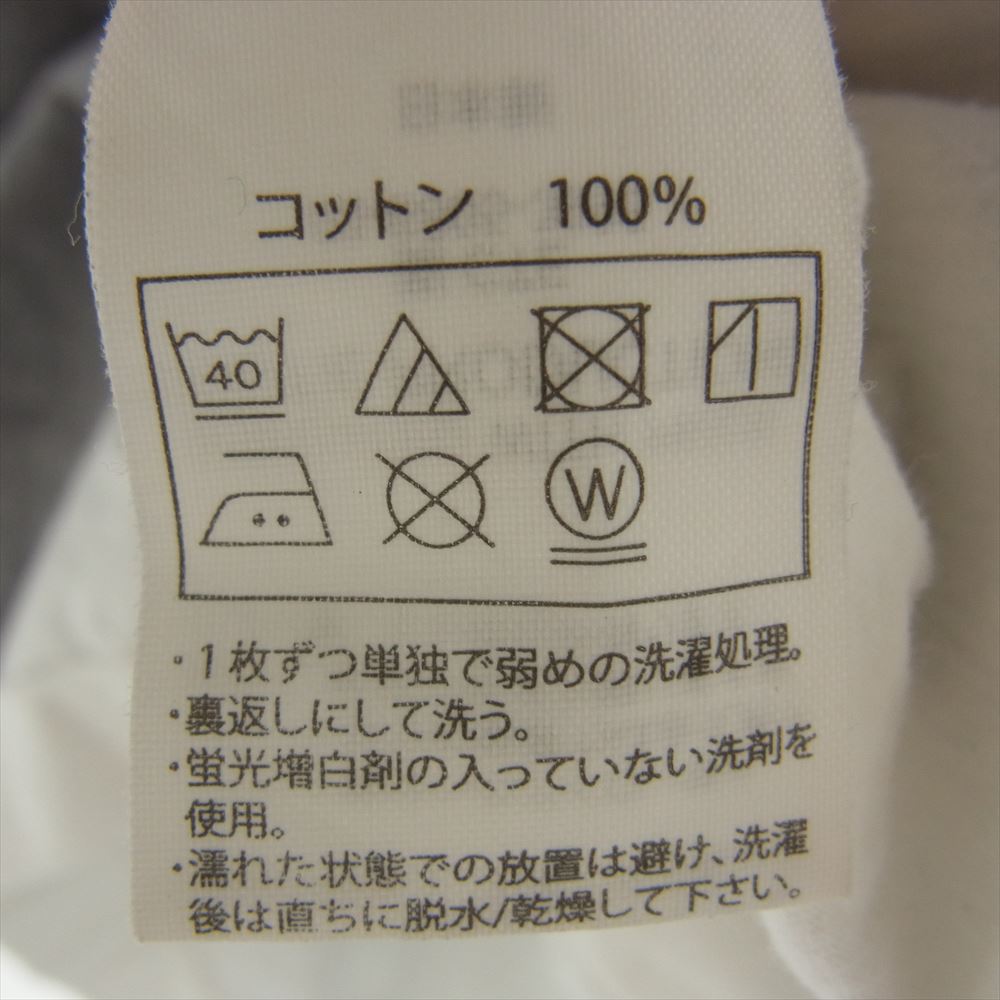 コットン　100%
40
W
・1枚ずつ単独で弱めの洗濯処理。
・裏返しにして洗う。
・蛍光増白剤の入っていない洗剤を
使用。
・濡れた状態での放置は避け、洗濯
後は直ちに脱水/乾燥して下さい。